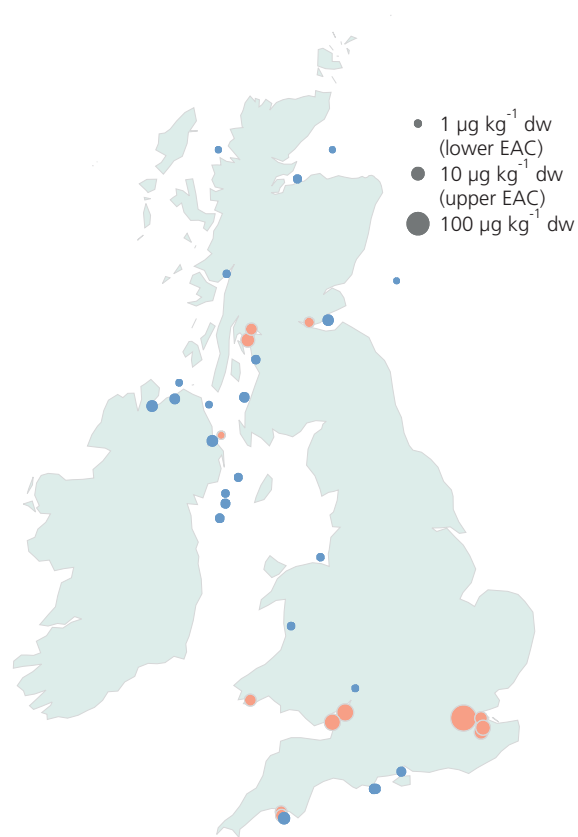 1 µg kg⁻¹ dw
(lower EAC)
10 µg kg⁻¹ dw
(upper EAC)
100 µg kg⁻¹ dw